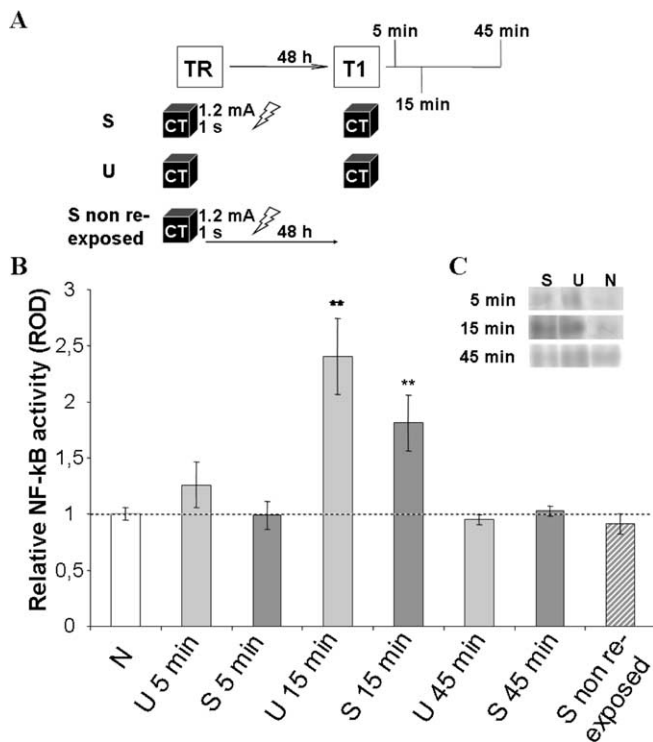 A
5 min 45 min
TR 48 h T1
15 min
S CT 1.2 mA 1 s CT
U CT CT
S non re-
exposed CT 1.2 mA 1 s 48 h
B
C
S U N
5 min
15 min
45 min
Relative NF-kB activity (ROD)
3
2,5
2
1,5
1
0,5
0
** **
N
U 5 min
S 5 min
U 15 min
S 15 min
U 45 min
S 45 min
S non re-
exposed